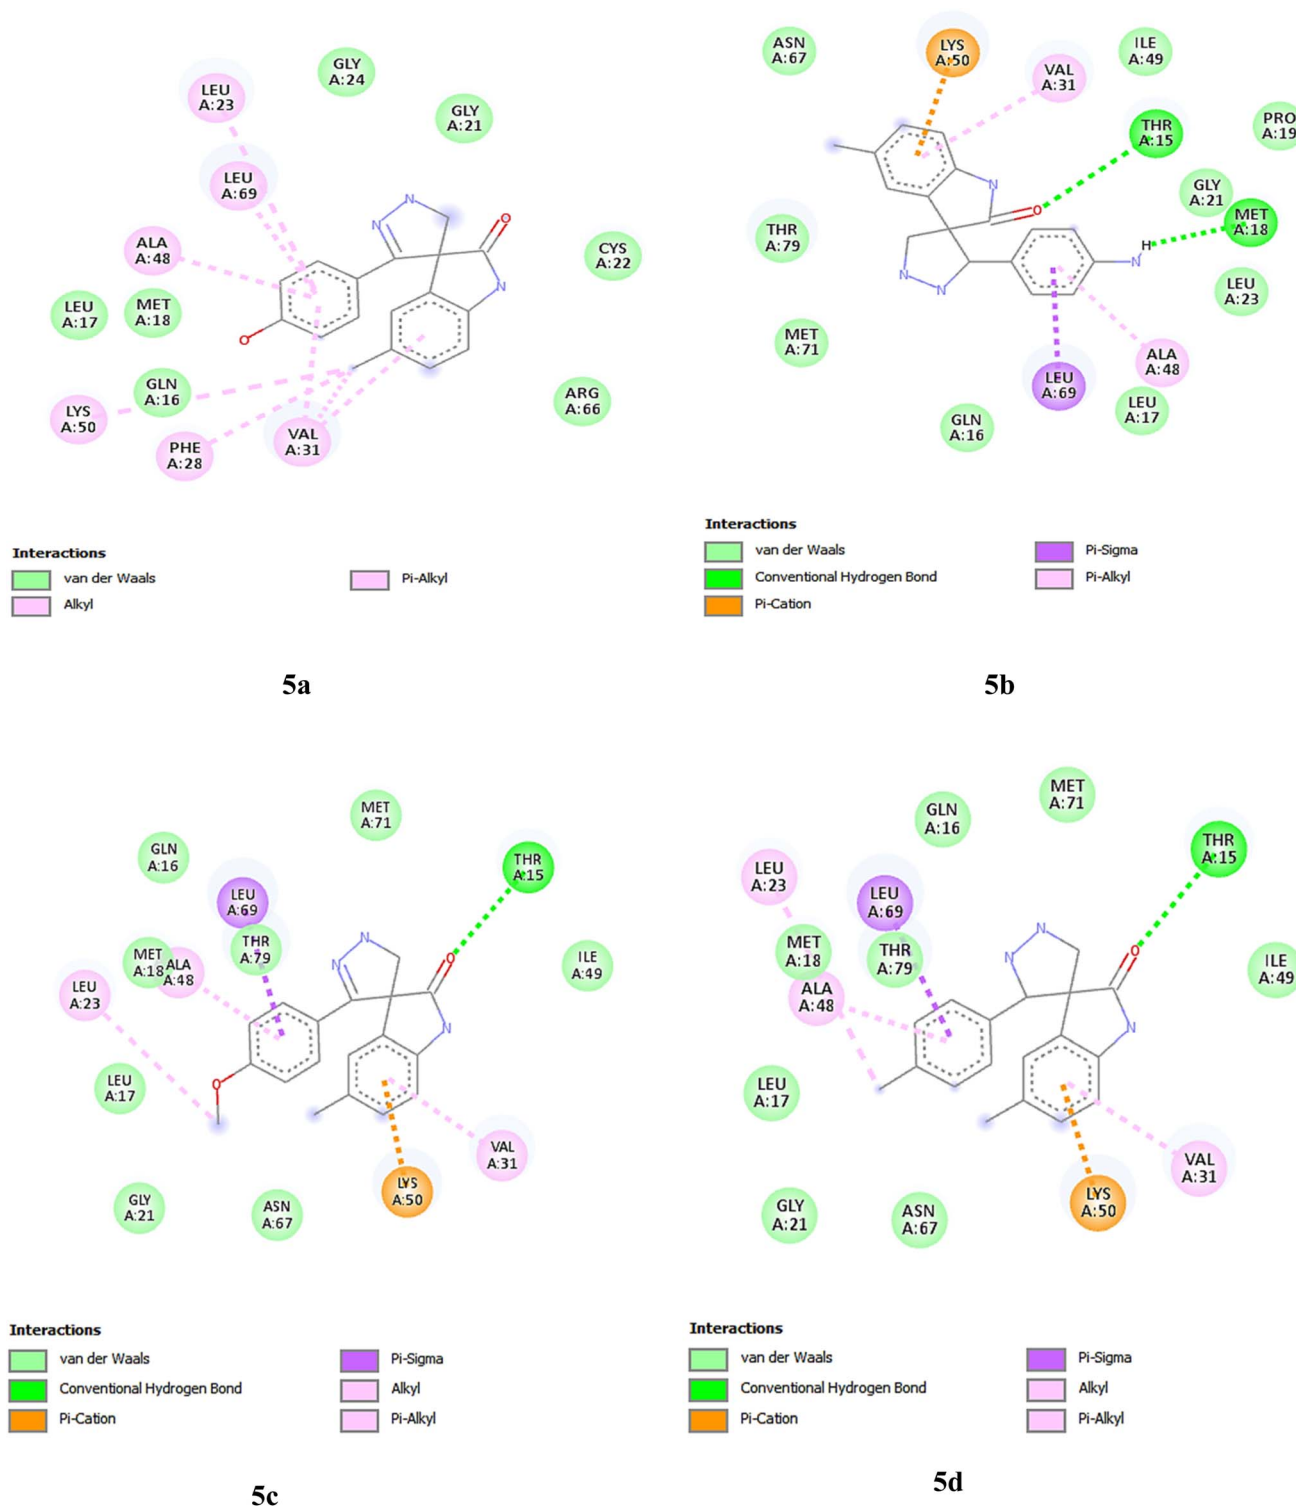 GLY
A:24
LEU
A:23
GLY
A:21
LEU
A:69
ALA
A:48
CYS
A:22
LEU
A:17
MET
A:18
GLN
A:16
LYS
A:50
PHE
A:28
VAL
A:31
ARG
A:66
N
N
O
N
O
Interactions
van der Waals
Alkyl
Pi-Alkyl
5a
ASN
A:67
LYS
A:50
VAL
A:31
ILE
A:49
THR
A:15
PRO
A:19
GLY
A:21
MET
A:18
THR
A:79
LEU
A:23
MET
A:71
ALA
A:48
LEU
A:69
LEU
A:17
GLN
A:16
N
O
H
N
N
N
Interactions
van der Waals
Conventional Hydrogen Bond
Pi-Cation
Pi-Sigma
Pi-Alkyl
5b
MET
A:71
GLN
A:16
THR
A:15
LEU
A:69
THR
A:79
MET
A:18
ALA
A:48
ILE
A:49
LEU
A:23
LEU
A:17
VAL
A:31
LYS
A:50
GLY
A:21
ASN
A:67
N
N
O
N
O
Interactions
van der Waals
Conventional Hydrogen Bond
Pi-Cation
Pi-Sigma
Alkyl
Pi-Alkyl
5c
MET
A:71
GLN
A:16
THR
A:15
LEU
A:23
LEU
A:69
MET
A:18
THR
A:79
ILE
A:49
ALA
A:48
LEU
A:17
VAL
A:31
LYS
A:50
GLY
A:21
ASN
A:67
N
N
O
N
Interactions
van der Waals
Conventional Hydrogen Bond
Pi-Cation
Pi-Sigma
Alkyl
Pi-Alkyl
5d